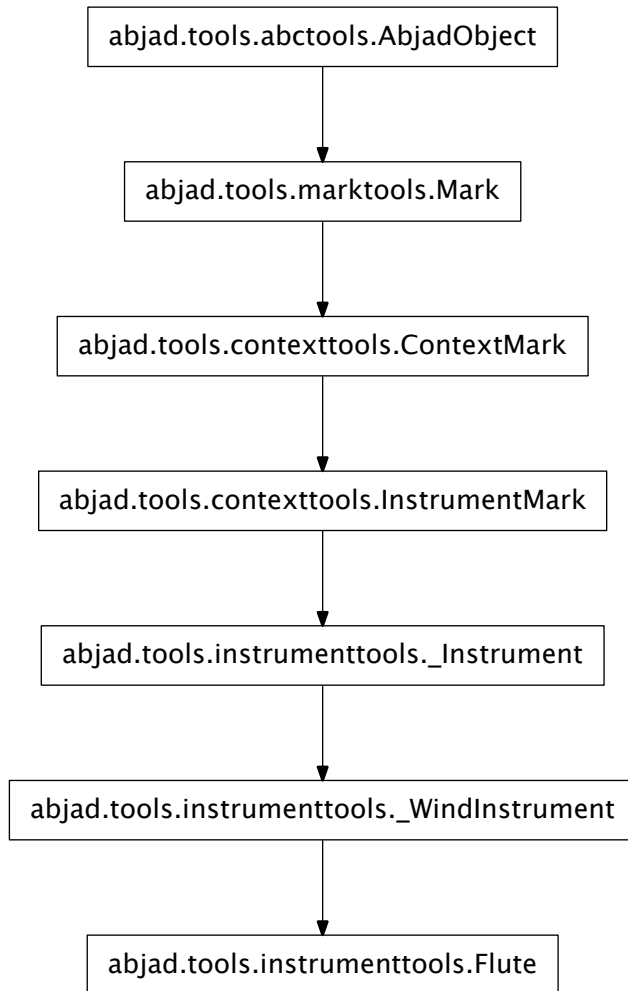 abjad.tools.abctools.AbjadObject
abjad.tools.marktools.Mark
abjad.tools.contexttools.ContextMark
abjad.tools.contexttools.InstrumentMark
abjad.tools.instrumenttools._Instrument
abjad.tools.instrumenttools._WindInstrument
abjad.tools.instrumenttools.Flute